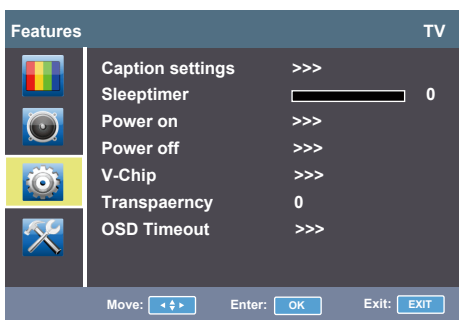 Features TV
Caption settings >>>
Sleeptimer 0
Power on >>>
Power off >>>
V-Chip >>>
Transpaerncy 0
OSD Timeout >>>
Move: Enter: OK Exit: EXIT